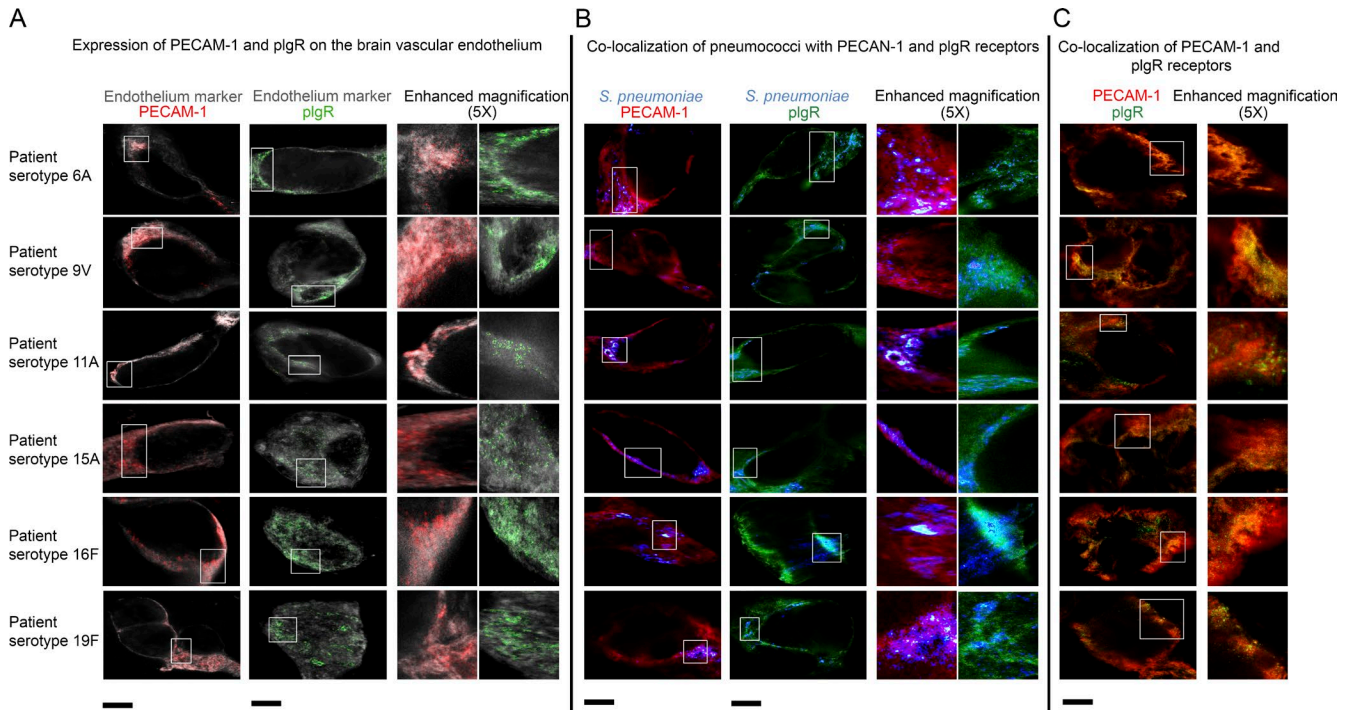 A
Expression of PECAM-1 and pIgR on the brain vascular endothelium
Endothelium marker
PECAM-1
Endothelium marker
pIgR
Enhanced magnification
(5X)
B
Co-localization of pneumococci with PECAN-1 and pIgR receptors
S. pneumoniae
PECAM-1
S. pneumoniae
pIgR
Enhanced magnification
(5X)
C
Co-localization of PECAM-1 and
pIgR receptors
PECAM-1
pIgR
Enhanced magnification
(5X)
Patient
serotype 6A
Patient
serotype 9V
Patient
serotype 11A
Patient
serotype 15A
Patient
serotype 16F
Patient
serotype 19F